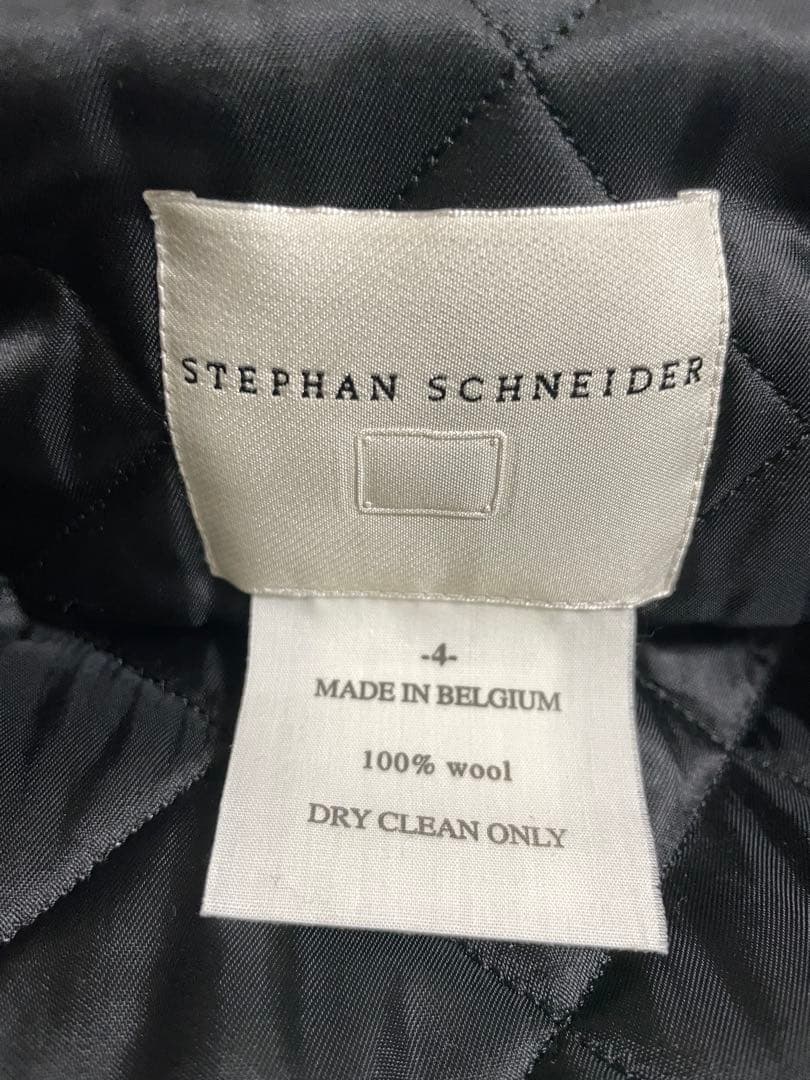 STEPHAN SCHNEIDER
-4-
MADE IN BELGIUM
100% wool
DRY CLEAN ONLY